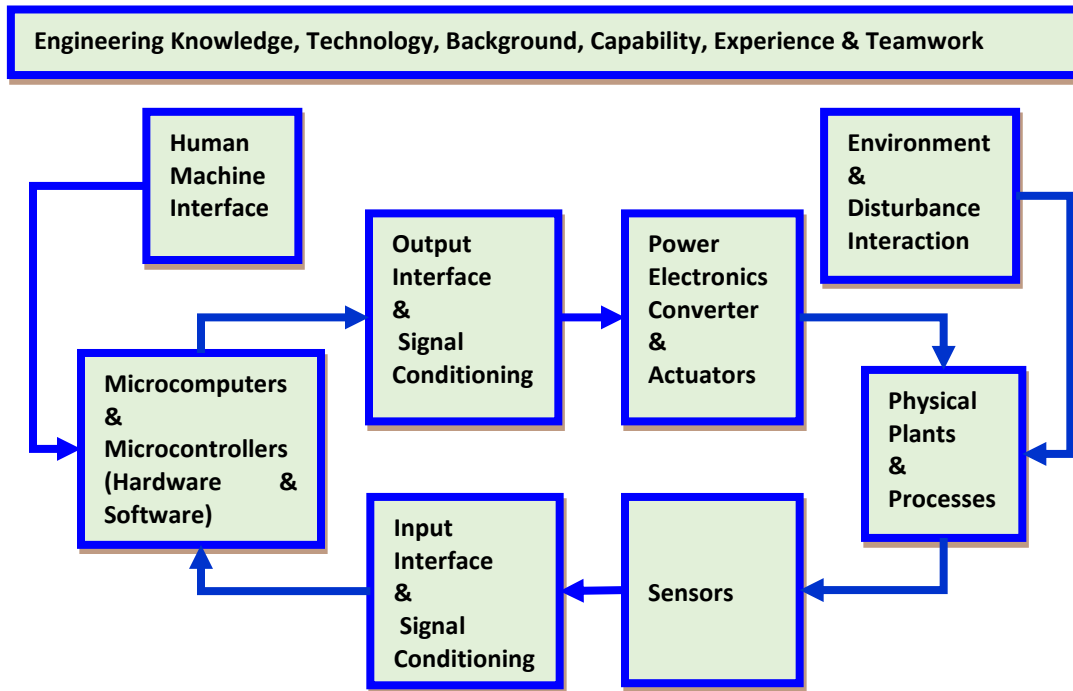 Engineering Knowledge, Technology, Background, Capability, Experience & Teamwork
Human
Machine
Interface
Environment
&
Disturbance
Interaction
Output
Interface
&
Signal
Conditioning
Power
Electronics
Converter
&
Actuators
Microcomputers
&
Microcontrollers
(Hardware &
Software)
Physical
Plants
&
Processes
Input
Interface
&
Signal
Conditioning
Sensors